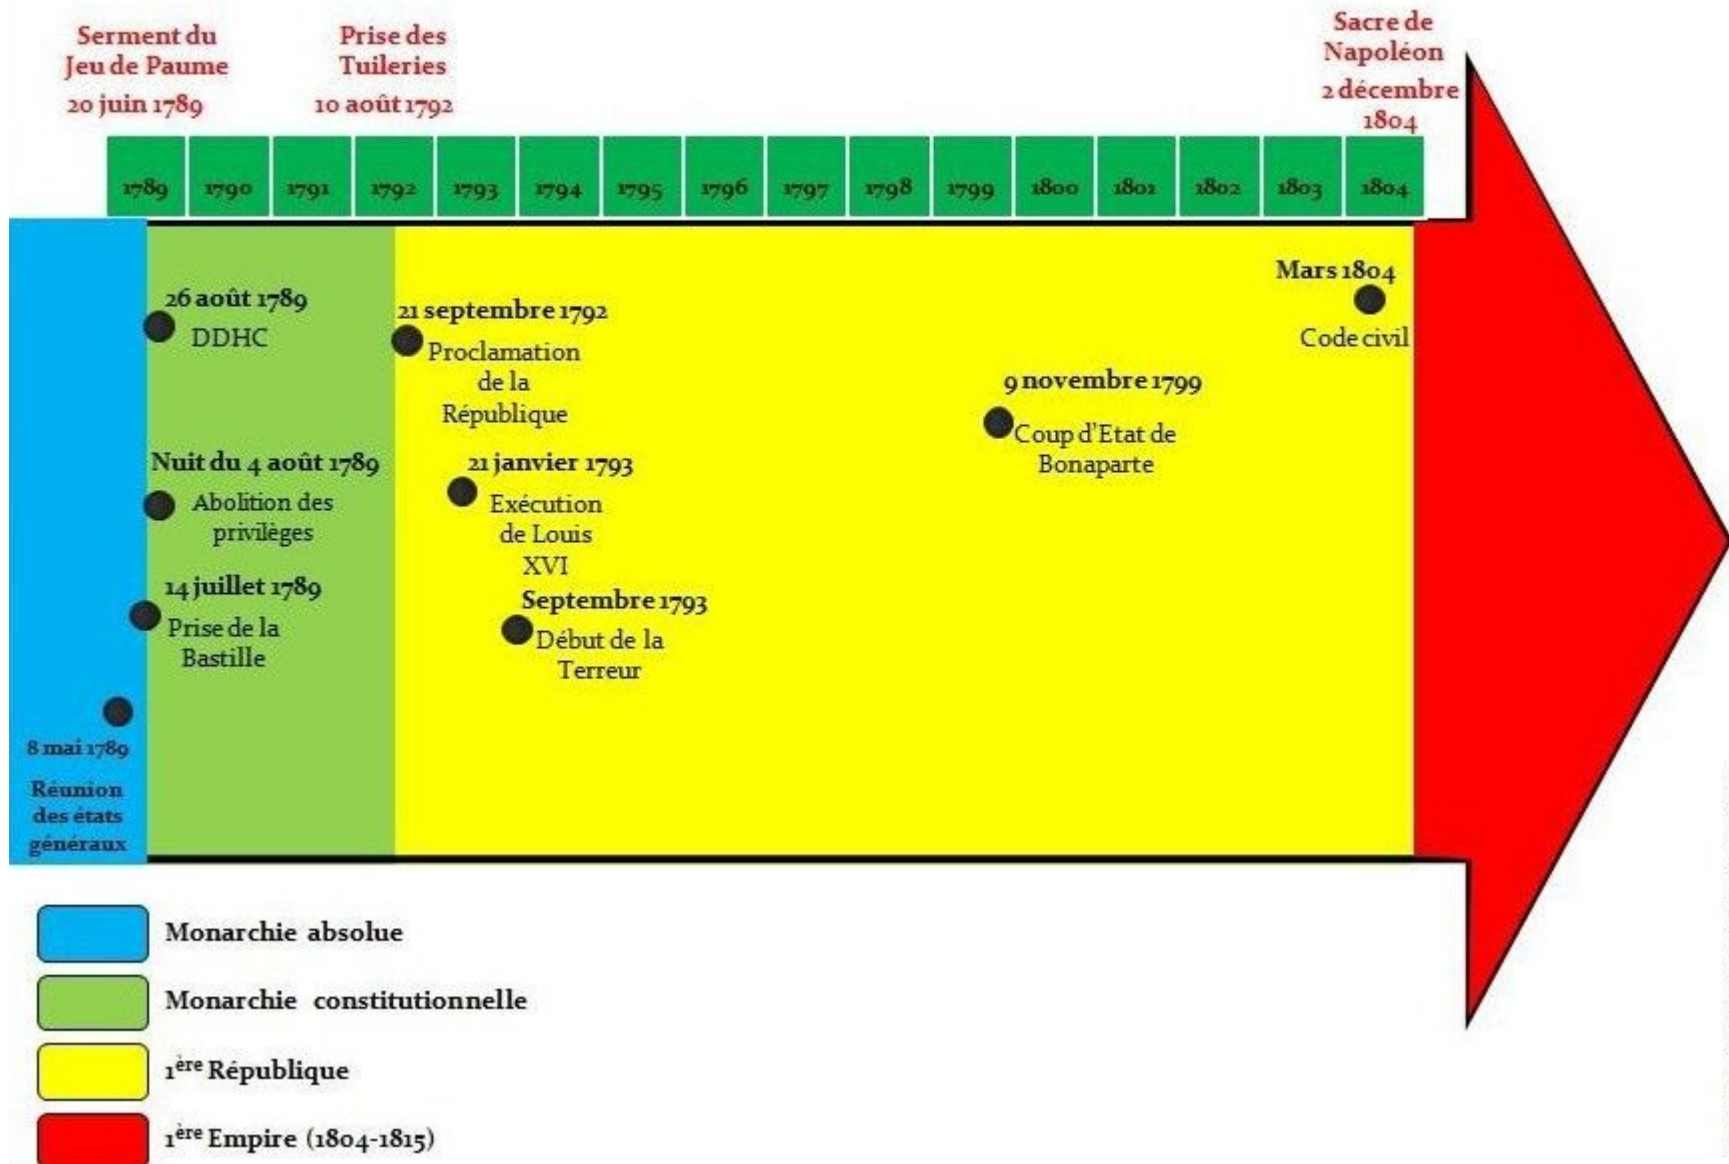 Serment du
Jeu de Paume
20 juin 1789
Prise des
Tuileries
10 août 1792
Sacre de
Napoléon
2 décembre
1804
1789 1790 1791 1792 1793 1794 1795 1796 1797 1798 1799 1800 1801 1802 1803 1804
26 août 1789
DDHC
Nuit du 4 août 1789
Abolition des
privilèges
14 juillet 1789
Prise de la
Bastille
8 mai 1789
Réunion
des états
généraux
21 septembre 1792
Proclamation
de la
République
21 janvier 1793
Exécution
de Louis
XVI
Septembre 1793
Début de la
Terreur
9 novembre 1799
Coup d'Etat de
Bonaparte
Mars 1804
Code civil
Monarchie absolue
Monarchie constitutionnelle
1ère République
1ère Empire (1804-1815)